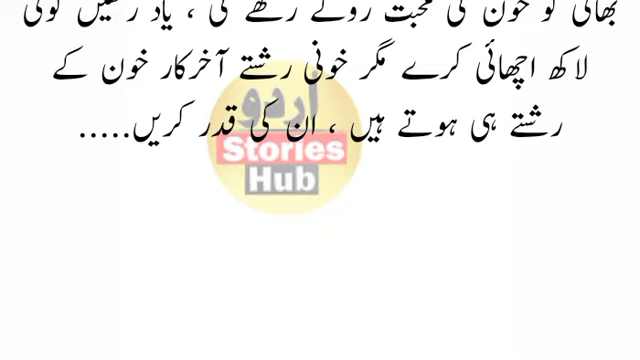 بھائی کو خون کی محبت روکے رکھے گی ، یاد رکھیں کوئی
لاکھ اچھائی کرے مگر خونی رشتے آخرکار خون کے
رشتے ہی ہوتے ہیں ، ان کی قدر کریں.....
اردو
Stories
Hub